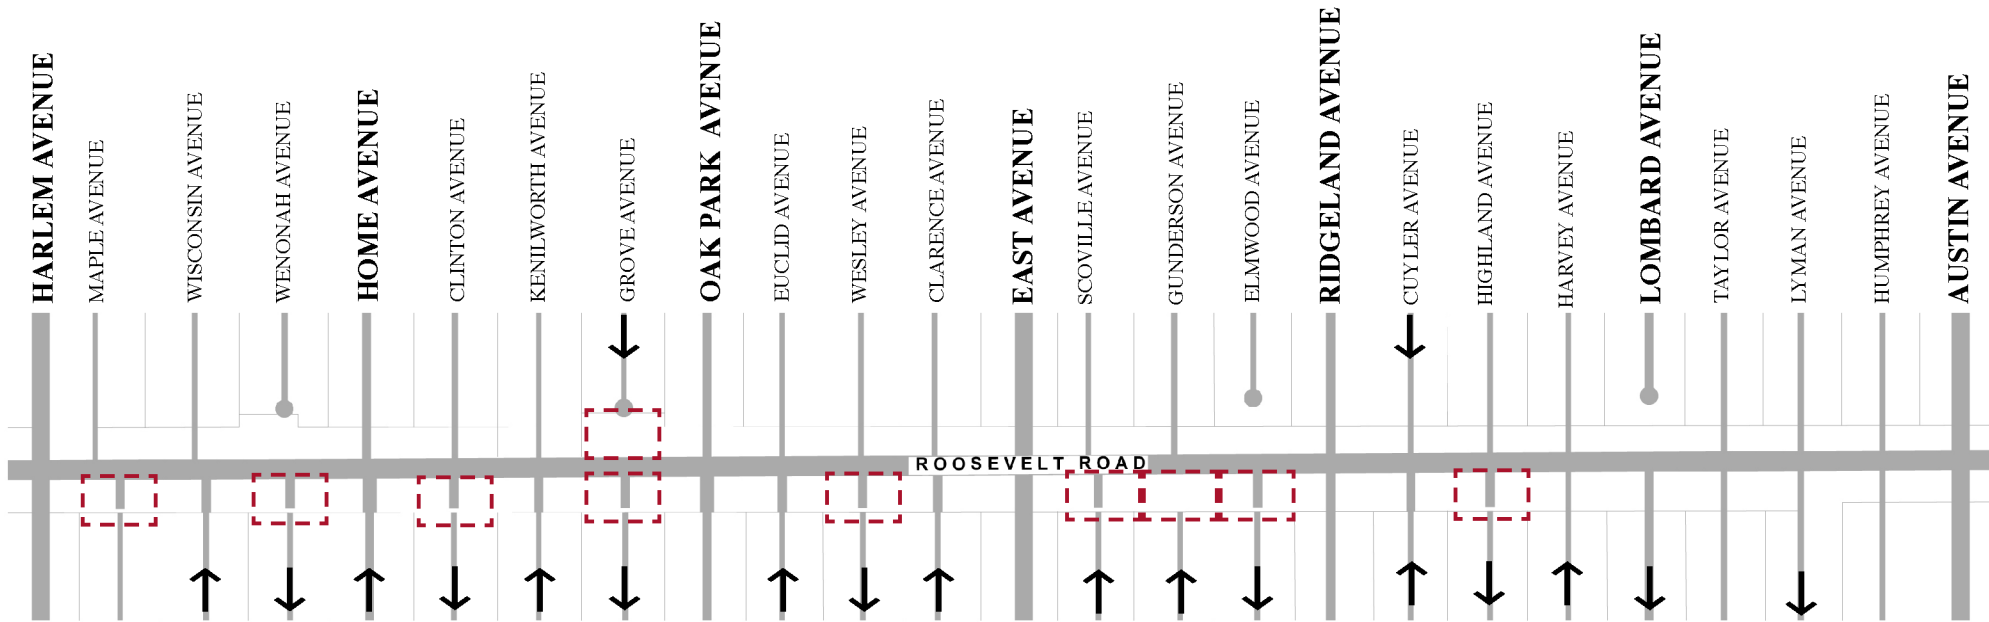 HARLEM AVENUE
MAPLE AVENUE
WISCONSIN AVENUE
WENONAH AVENUE
HOME AVENUE
CLINTON AVENUE
KENILWORTH AVENUE
GROVE AVENUE
OAK PARK AVENUE
EUCLID AVENUE
WESLEY AVENUE
CLARENCE AVENUE
EAST AVENUE
SCOVILLE AVENUE
GUNDERSON AVENUE
ELMWOOD AVENUE
RIDGELAND AVENUE
CUYLER AVENUE
HIGHLAND AVENUE
HARVEY AVENUE
LOMBARD AVENUE
TAYLOR AVENUE
LYMAN AVENUE
HUMPHREY AVENUE
AUSTIN AVENUE
ROOSEVELT ROAD